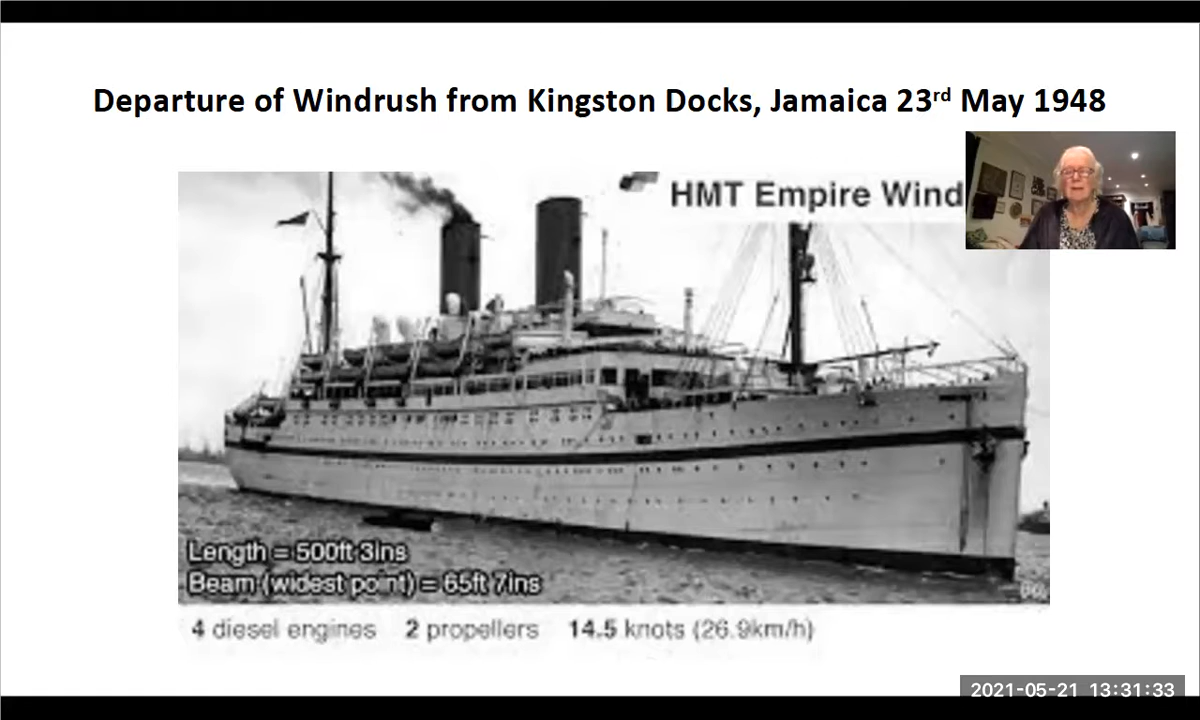 Departure of Windrush from Kingston Docks, Jamaica 23rd May 1948
HMT Empire Wind
Length = 500ft 3ins
Beam (widest point) = 65ft 7ins
4 diesel engines 2 propellers 14.5 knots (26.9km/h)
2021-05-21 13:31:33